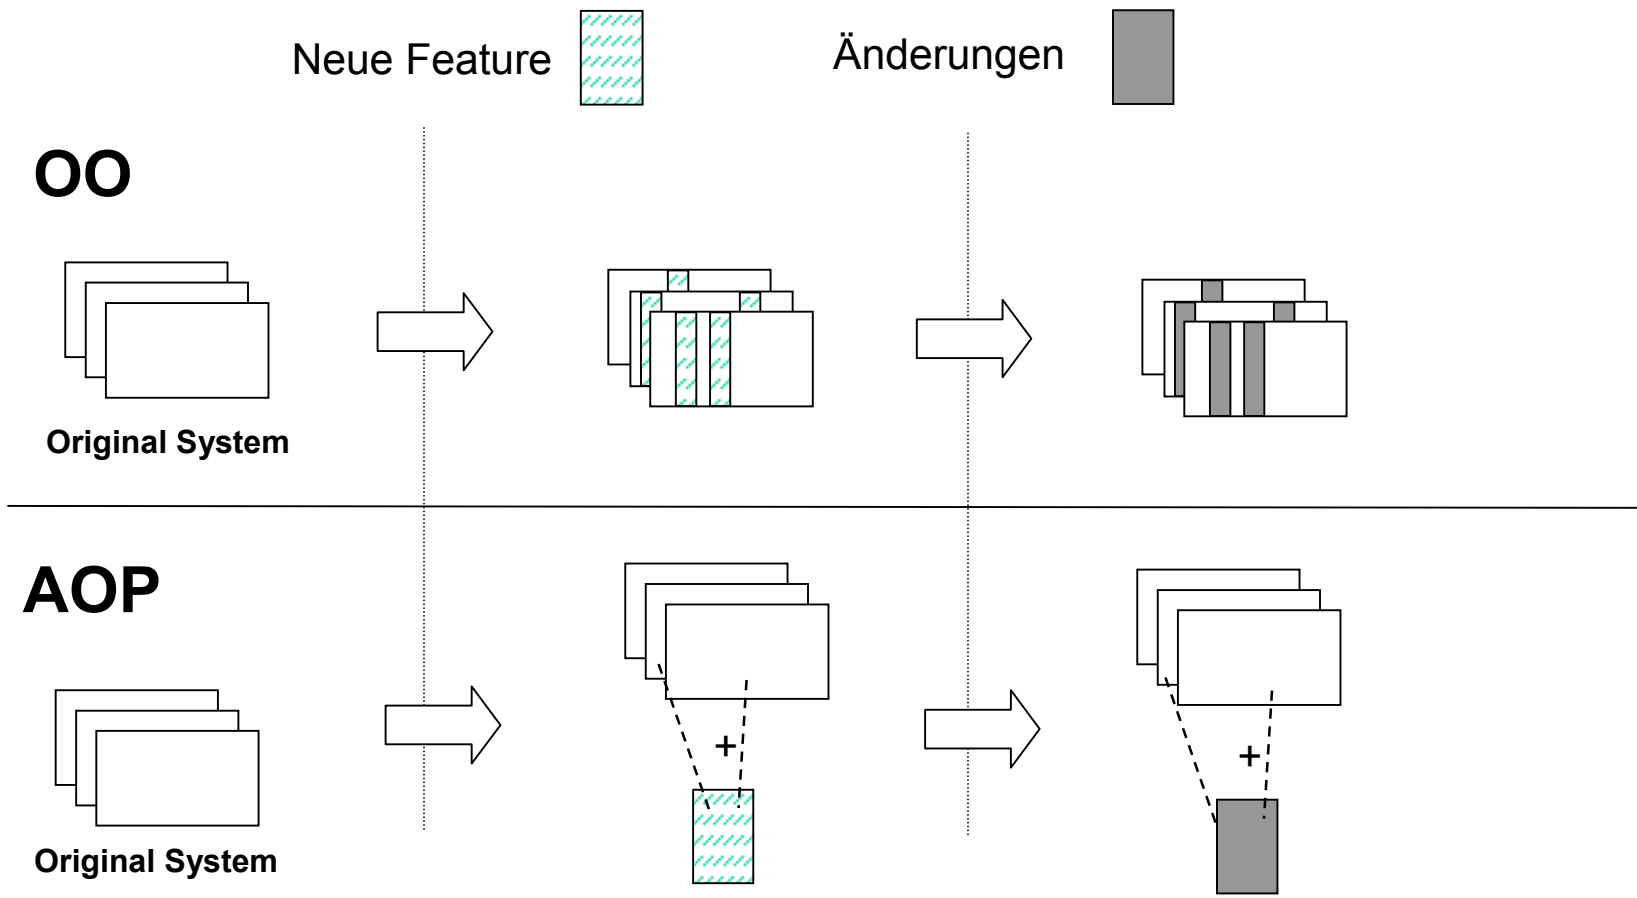 Neue Feature
Änderungen
OO
Original System
AOP
+
+
Original System